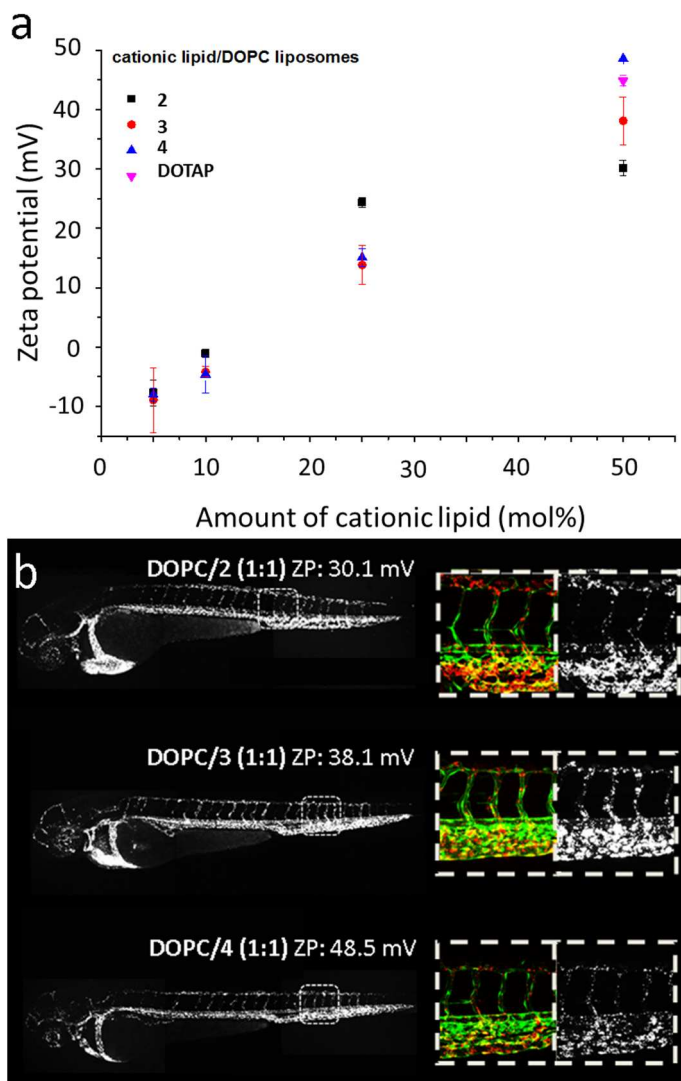 a
cationic lipid/DOPC liposomes
2
3
4
DOTAP
Zeta potential (mV)
50
40
30
20
10
0
-10
0 10 20 30 40 50
Amount of cationic lipid (mol%)
b
DOPC/2 (1:1) ZP: 30.1 mV
DOPC/3 (1:1) ZP: 38.1 mV
DOPC/4 (1:1) ZP: 48.5 mV